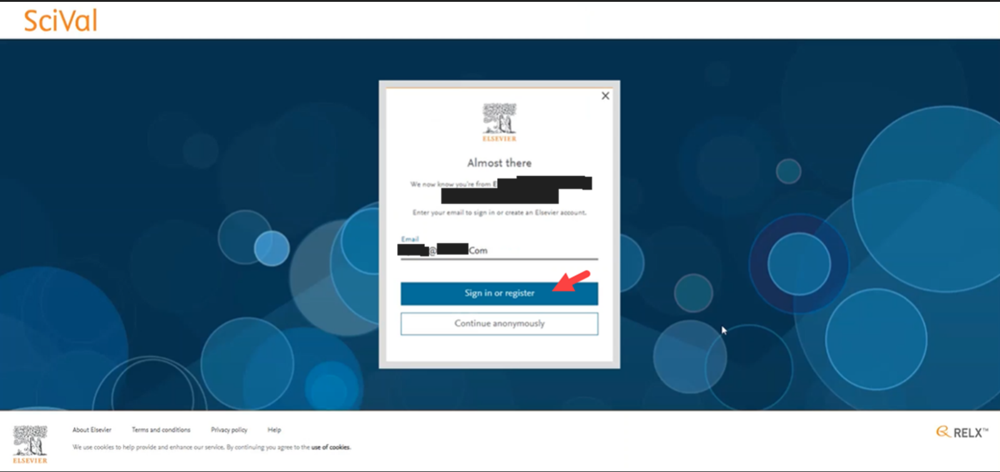 SciVal
ELSEVIER
Almost there
We now know you're from E
Enter your email to sign in or create an Elsevier account.
Email
@ Com
Sign in or register
Continue anonymously
About Elsevier Terms and conditions Privacy policy Help
We use cookies to help provide and enhance our service. By continuing you agree to the use of cookies.
ELSEVIER
RELX™